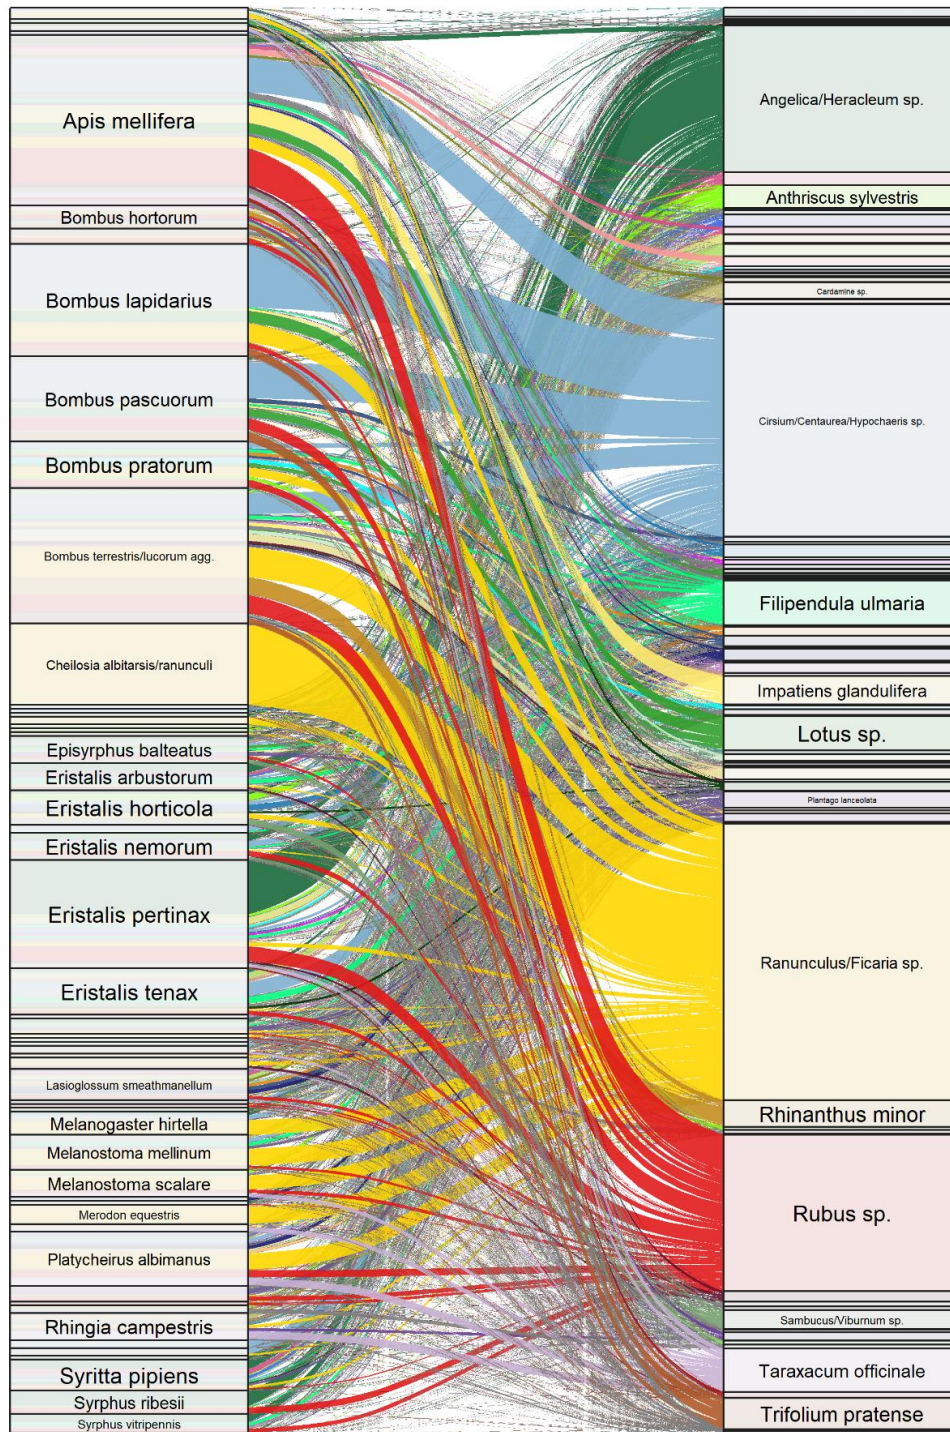 Apis mellifera
Bombus hortorum
Bombus lapidarius
Bombus pascuorum
Bombus pratorum
Bombus terrestris/lucorum agg.
Cheilosia albitarsis/ranunculi
Episyrphus balteatus
Eristalis arbustorum
Eristalis horticola
Eristalis nemorum
Eristalis pertinax
Eristalis tenax
Lasioglossum smeathmanellum
Melanogaster hirtella
Melanostoma mellinum
Melanostoma scalare
Merodon equestris
Platycheirus albimanus
Rhingia campestris
Syritta pipiens
Syrphus ribesii
Syrphus vitripennis
Angelica/Heracleum sp.
Anthriscus sylvestris
Cardamine sp.
Cirsium/Centaurea/Hypochaeris sp.
Filipendula ulmaria
Impatiens glandulifera
Lotus sp.
Plantago lanceolata
Ranunculus/Ficaria sp.
Rhinanthus minor
Rubus sp.
Sambucus/Viburnum sp.
Taraxacum officinale
Trifolium pratense